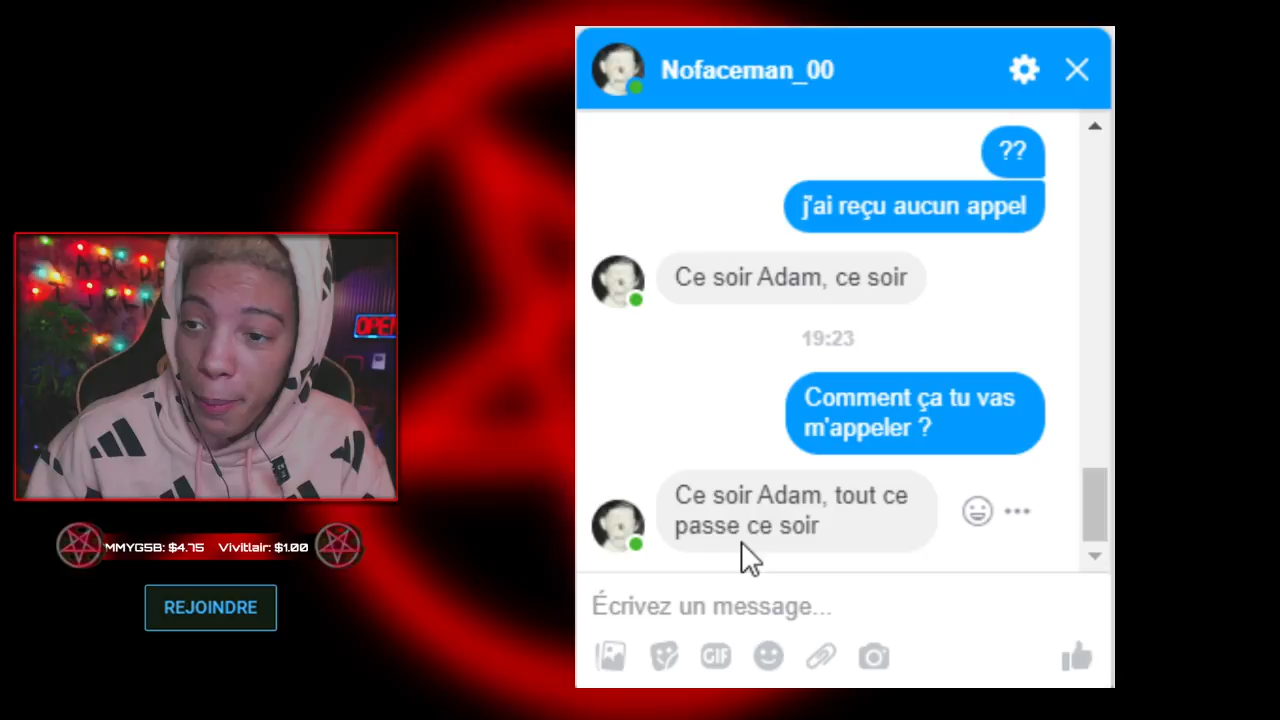 Nofaceman_00
??
j'ai reçu aucun appel
Ce soir Adam, ce soir
19:23
Comment ça tu vas
m'appeler ?
Ce soir Adam, tout ce
passe ce soir
Écrivez un message...
GIF
OPEN
MMYG5B: $4.75 Vivitlair: $1.00
REJOINDRE